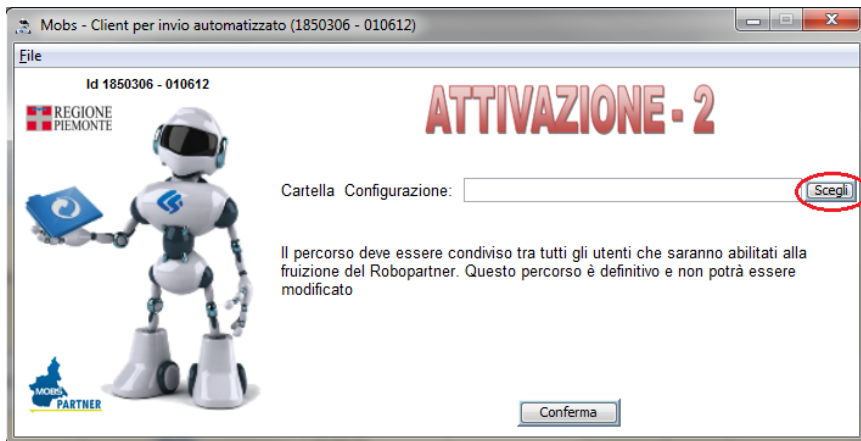 Mobs - Client per invio automatizzato (1850306 - 010612)
File
Id 1850306 - 010612
REGIONE
PIEMONTE
ATTIVAZIONE - 2
Cartella Configurazione:
Scegli
Il percorso deve essere condiviso tra tutti gli utenti che saranno abilitati alla
fruizione del Robopartner. Questo percorso è definitivo e non potrà essere
modificato
MOBS
PARTNER
Conferma